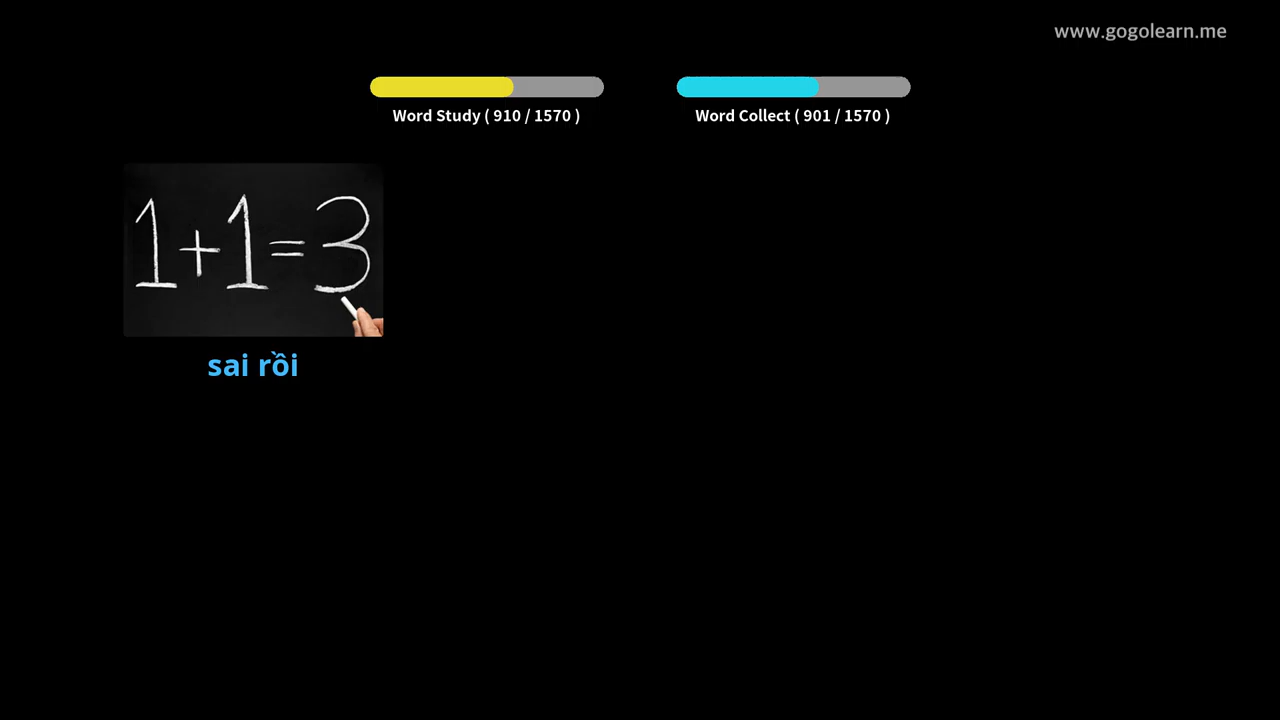 www.gogolearn.me
Word Study ( 910 / 1570 )
Word Collect ( 901 / 1570 )
1+1=3
sai rồi